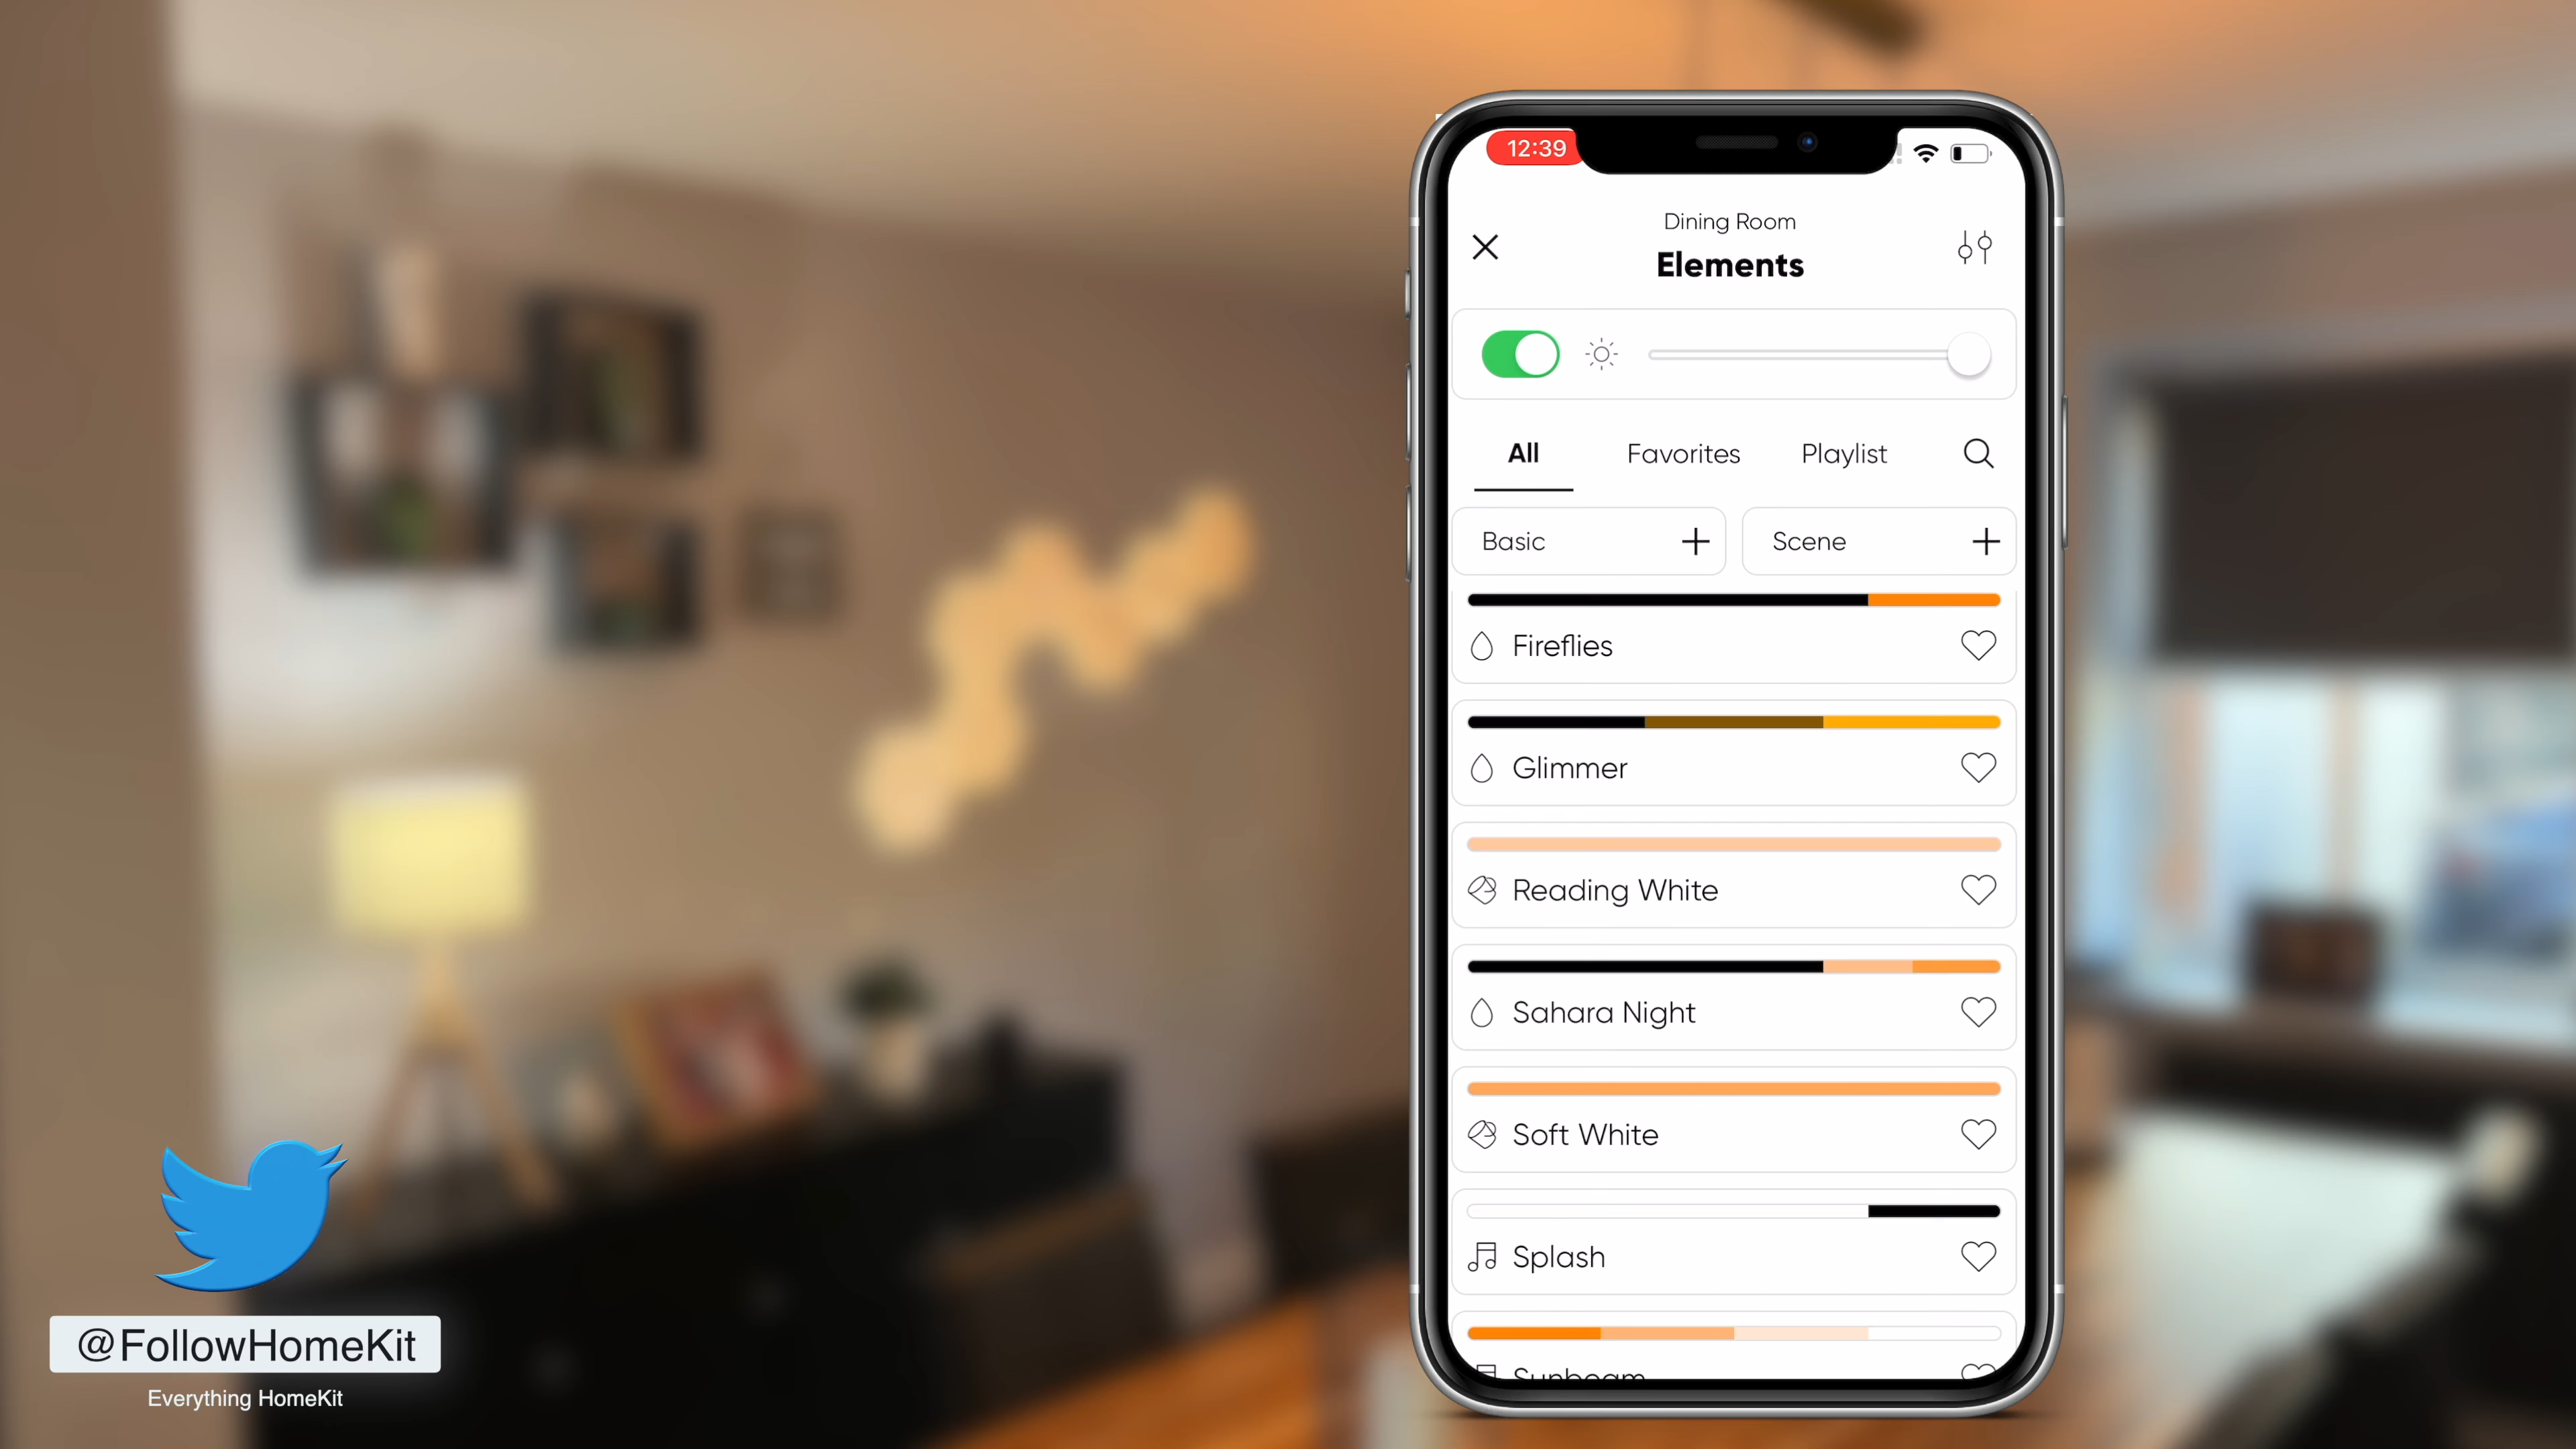 12:39
Dining Room
Elements
All
Favorites
Playlist
Basic
Scene
Fireflies
Glimmer
Reading White
Sahara Night
Soft White
Splash
Sunbeam
@FollowHomeKit
Everything HomeKit